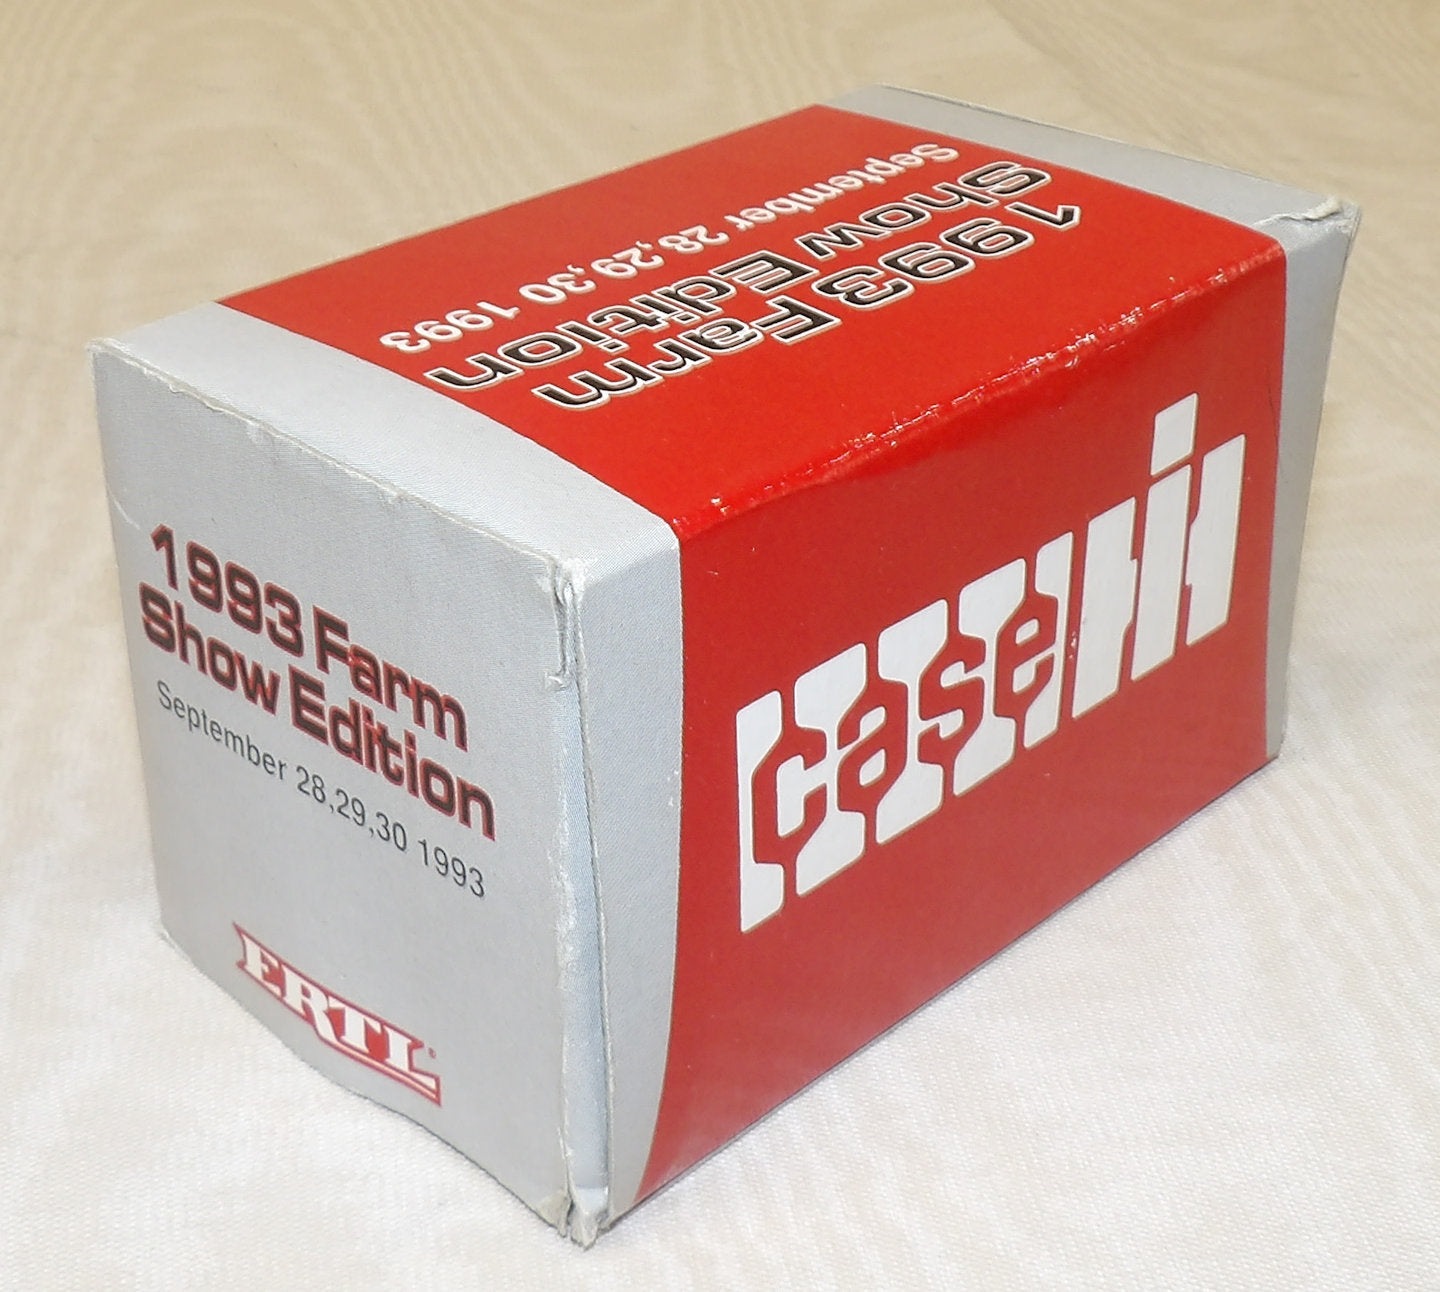 1993 Farm
Show Edition
September 28,29,30 1993
1993 Farm
Show Edition
September 28,29,30 1993
ERTL®
case ih